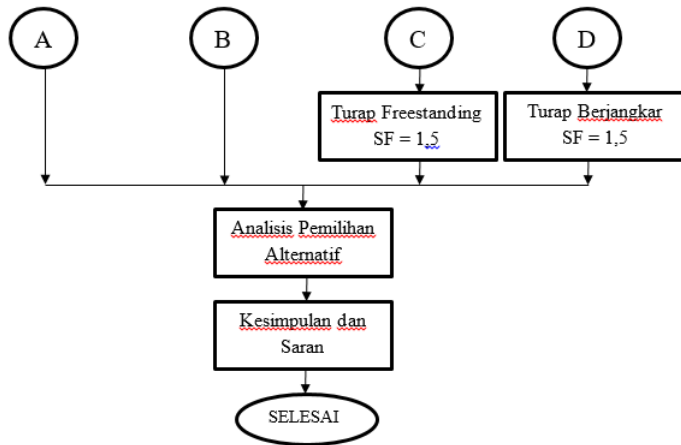 A
B
C
D
Turap Freestanding
SF = 1,5
Turap Berjangkar
SF = 1,5
Analisis Pemilihan
Alternatif
Kesimpulan dan
Saran
SELESAI